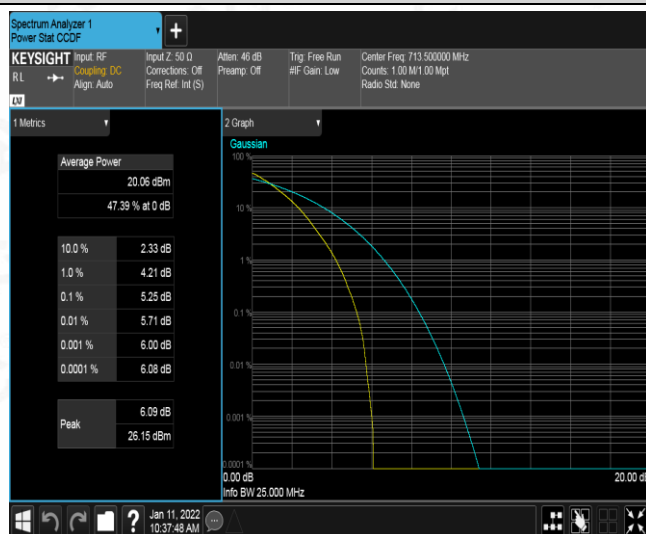 Spectrum Analyzer 1
Power Stat CCDF
+
KEYSIGHT
Input: RF
Input Z: 50 Ω
Atten: 46 dB
Trig: Free Run
Center Freq: 713.500000 MHz
R L
Coupling: DC
Corrections: Off
Preamp: Off
#IF Gain: Low
Counts: 1.00 M/1.00 Mpt
Align: Auto
Freq Ref: Int (S)
Radio Std: None
LXI
1 Metrics
2 Graph
Gaussian
Average Power
20.06 dBm
47.39 % at 0 dB
10.0 % 2.33 dB
1.0 % 4.21 dB
0.1 % 5.25 dB
0.01 % 5.71 dB
0.001 % 6.00 dB
0.0001 % 6.08 dB
Peak
6.09 dB
26.15 dBm
100 %
10 %
1 %
0.1 %
0.01 %
0.001 %
0.0001 %
0.00 dB
20.00 dB
Info BW 25.000 MHz
?
Jan 11, 2022
10:37:48 AM